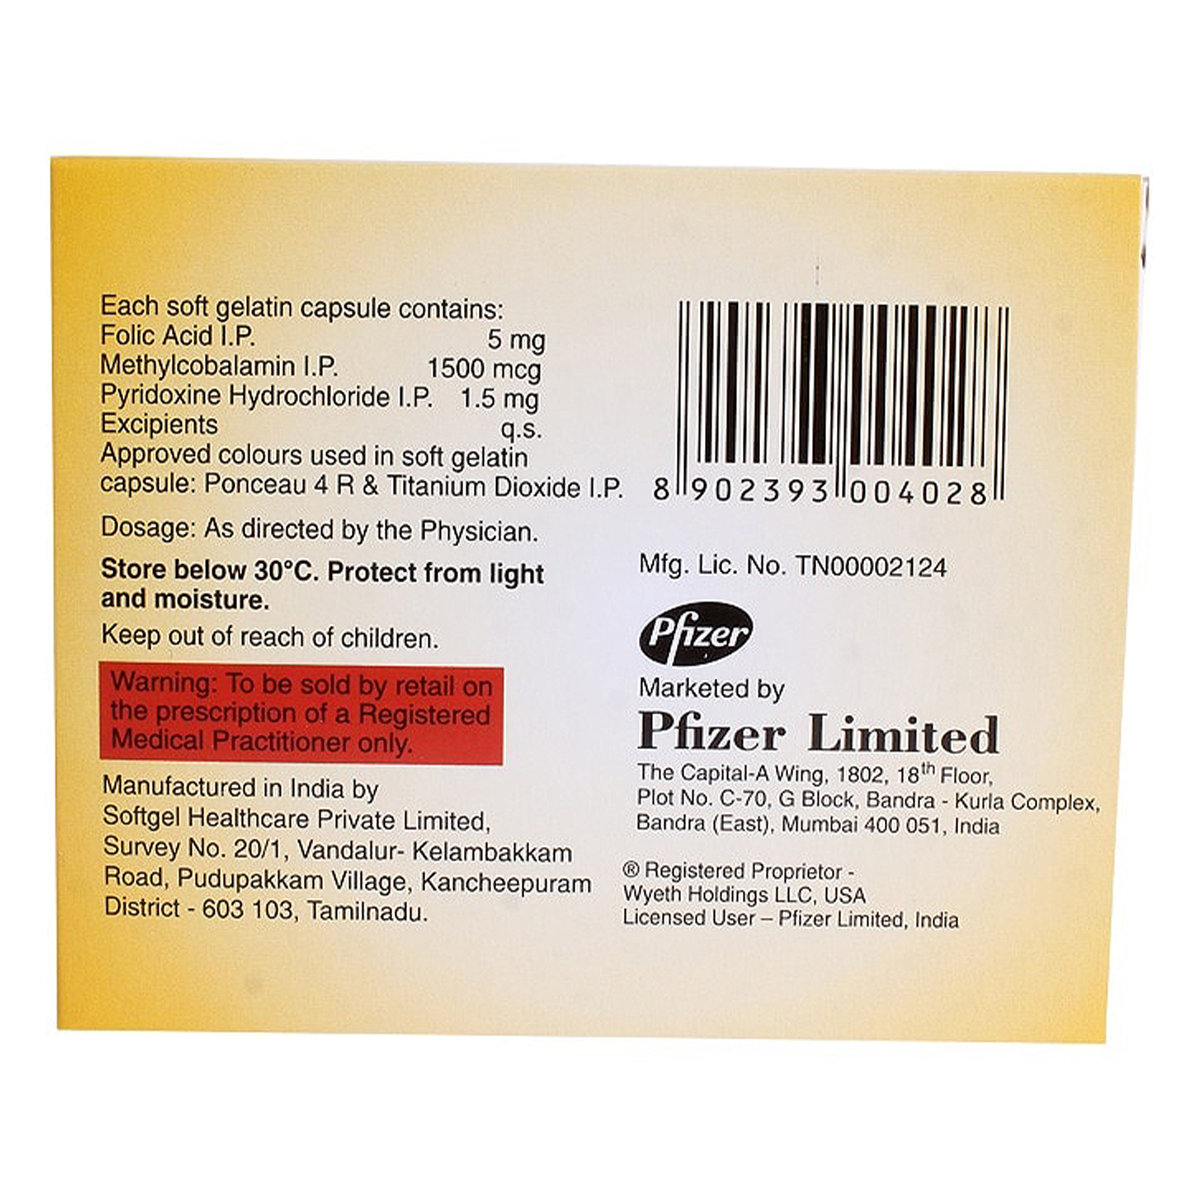 Each soft gelatin capsule contains:
Folic Acid I.P. 5 mg
Methylcobalamin I.P. 1500 mcg
Pyridoxine Hydrochloride I.P. 1.5 mg
Excipients q.s.
Approved colours used in soft gelatin
capsule: Ponceau 4 R & Titanium Dioxide I.P.
Dosage: As directed by the Physician.
Store below 30°C. Protect from light
and moisture.
Keep out of reach of children.
Warning: To be sold by retail on
the prescription of a Registered
Medical Practitioner only.
Manufactured in India by
Softgel Healthcare Private Limited,
Survey No. 20/1, Vandalur- Kelambakkam
Road, Pudupakkam Village, Kancheepuram
District - 603 103, Tamilnadu.
8 902393 004028
Mfg. Lic. No. TN00002124
Pfizer
Marketed by
Pfizer Limited
The Capital-A Wing, 1802, 18th Floor,
Plot No. C-70, G Block, Bandra - Kurla Complex,
Bandra (East), Mumbai 400 051, India
® Registered Proprietor -
Wyeth Holdings LLC, USA
Licensed User – Pfizer Limited, India